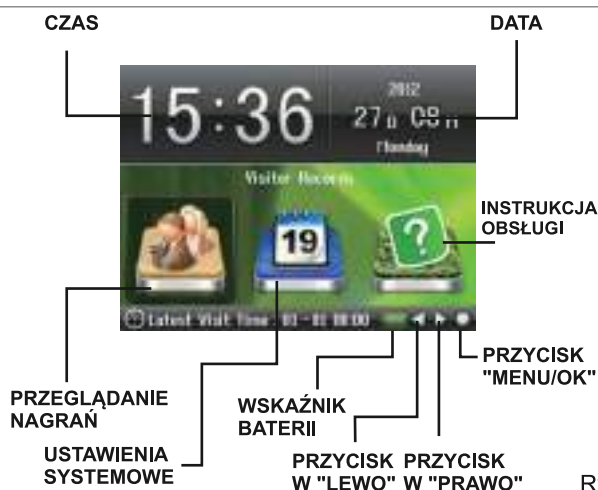 CZAS
DATA
15:36
2012
27 D 08 M
Monday
Visitor Records
19
?
INSTRUKCJA
OBSŁUGI
Latest Visit Time
PRZYCISK
"MENU/OK"
PRZEGLĄDANIE
NAGRAŃ
WSKAŹNIK
BATERII
USTAWIENIA
SYSTEMOWE
PRZYCISK
W "LEWO"
PRZYCISK
W "PRAWO"
R